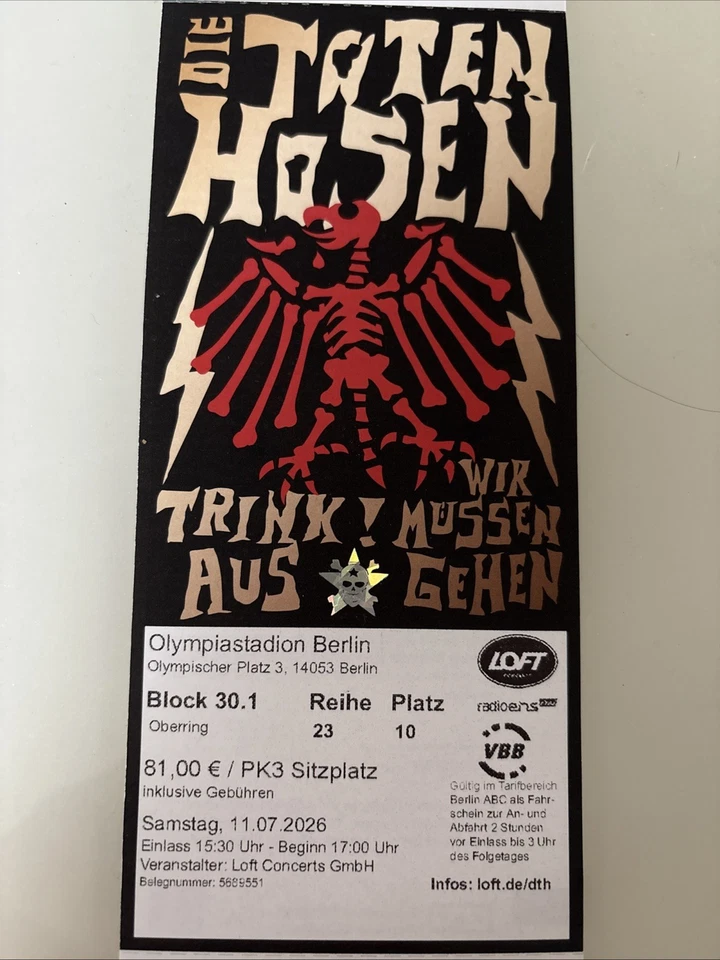 DIE TOTEN
HOSEN
TRINK! WIR MÜSSEN
AUS GEHEN
Olympiastadion Berlin
Olympischer Platz 3, 14053 Berlin
LOFT
CONCERTS
Block 30.1 Reihe Platz
Oberring 23 10
radioeins rbb
VBB
81,00 € / PK3 Sitzplatz
inklusive Gebühren
Gültig im Tarifbereich
Berlin ABC als Fahr-
schein zur An- und
Abfahrt 2 Stunden
vor Einlass bis 3 Uhr
des Folgetages
Samstag, 11.07.2026
Einlass 15:30 Uhr - Beginn 17:00 Uhr
Veranstalter: Loft Concerts GmbH
Belegnummer: 5689551
Infos: loft.de/dth